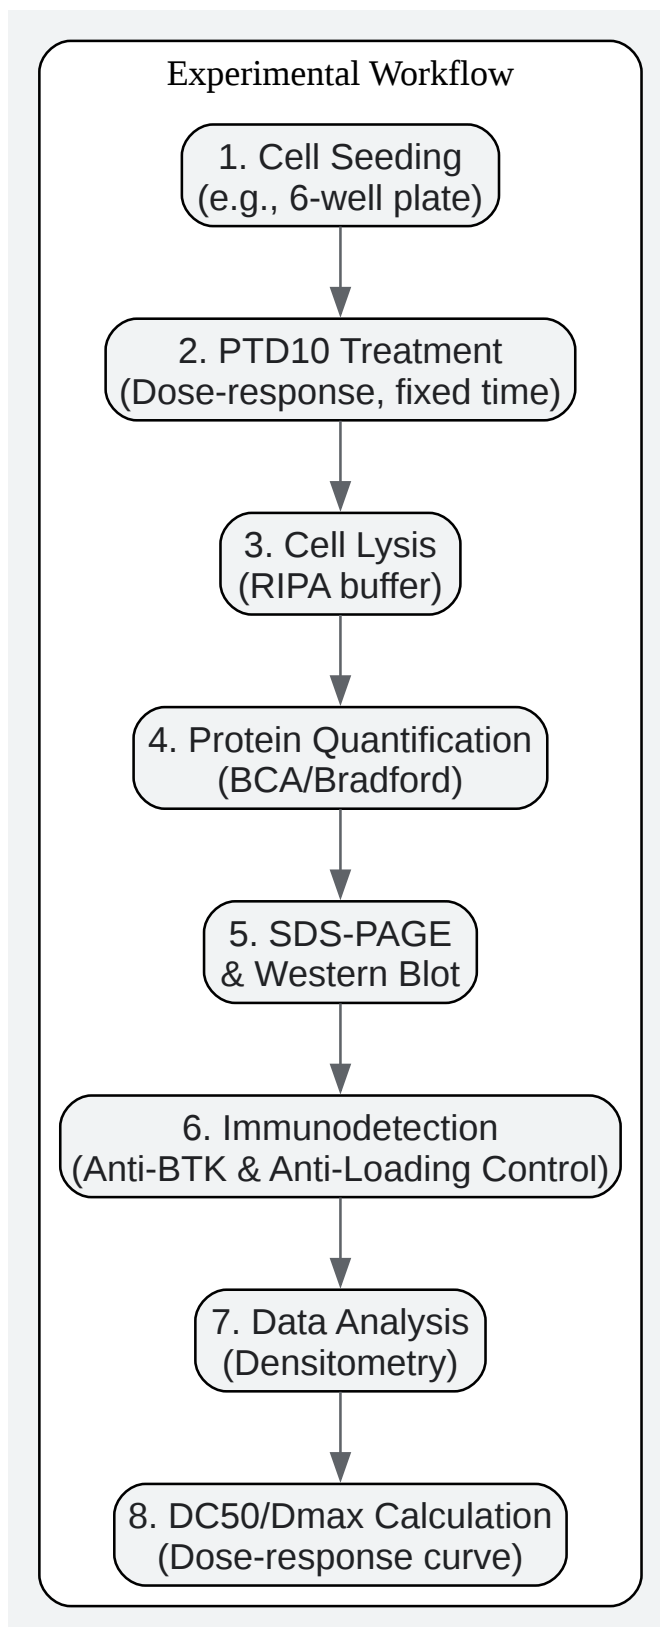 Experimental Workflow
1. Cell Seeding
(e.g., 6-well plate)
2. PTD10 Treatment
(Dose-response, fixed time)
3. Cell Lysis
(RIPA buffer)
4. Protein Quantification
(BCA/Bradford)
5. SDS-PAGE
& Western Blot
6. Immunodetection
(Anti-BTK & Anti-Loading Control)
7. Data Analysis
(Densitometry)
8. DC50/Dmax Calculation
(Dose-response curve)